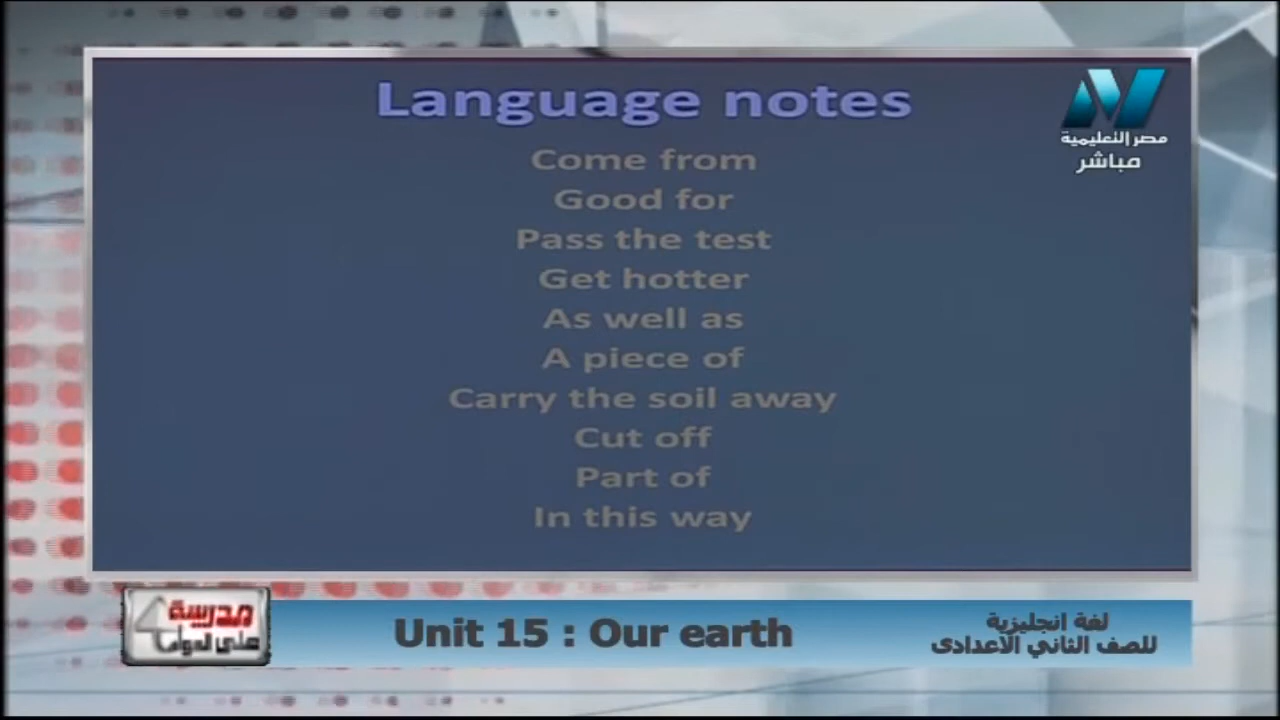 Language notes
مصر التعليمية
مباشر
Come from
Good for
Pass the test
Get hotter
As well as
A piece of
Carry the soil away
Cut off
Part of
In this way
مدرسة
على الهواء
Unit 15 : Our earth
لغة انجليزية
للصف الثاني الاعدادى